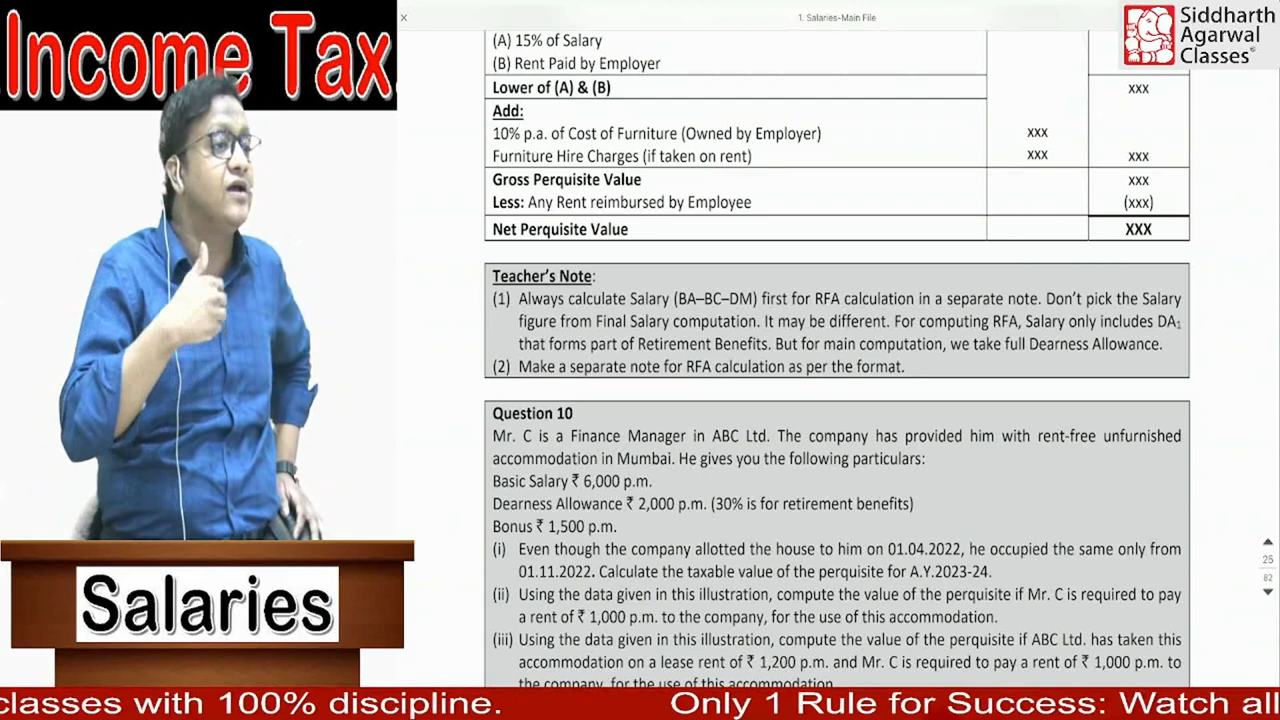 Income Tax
Salaries
1. Salaries-Main File
Siddharth
Agarwal
Classes®
(A) 15% of Salary
(B) Rent Paid by Employer
Lower of (A) & (B) xxx
Add:
10% p.a. of Cost of Furniture (Owned by Employer) xxx
Furniture Hire Charges (if taken on rent) xxx xxx
Gross Perquisite Value xxx
Less: Any Rent reimbursed by Employee (xxx)
Net Perquisite Value XXX
Teacher's Note:
(1) Always calculate Salary (BA–BC–DM) first for RFA calculation in a separate note. Don't pick the Salary
figure from Final Salary computation. It may be different. For computing RFA, Salary only includes DA₁
that forms part of Retirement Benefits. But for main computation, we take full Dearness Allowance.
(2) Make a separate note for RFA calculation as per the format.
Question 10
Mr. C is a Finance Manager in ABC Ltd. The company has provided him with rent-free unfurnished
accommodation in Mumbai. He gives you the following particulars:
Basic Salary ₹ 6,000 p.m.
Dearness Allowance ₹ 2,000 p.m. (30% is for retirement benefits)
Bonus ₹ 1,500 p.m.
(i) Even though the company allotted the house to him on 01.04.2022, he occupied the same only from
01.11.2022. Calculate the taxable value of the perquisite for A.Y.2023-24.
(ii) Using the data given in this illustration, compute the value of the perquisite if Mr. C is required to pay
a rent of ₹ 1,000 p.m. to the company, for the use of this accommodation.
(iii) Using the data given in this illustration, compute the value of the perquisite if ABC Ltd. has taken this
accommodation on a lease rent of ₹ 1,200 p.m. and Mr. C is required to pay a rent of ₹ 1,000 p.m. to
the company, for the use of this accommodation.
25
82
classes with 100% discipline. Only 1 Rule for Success: Watch all